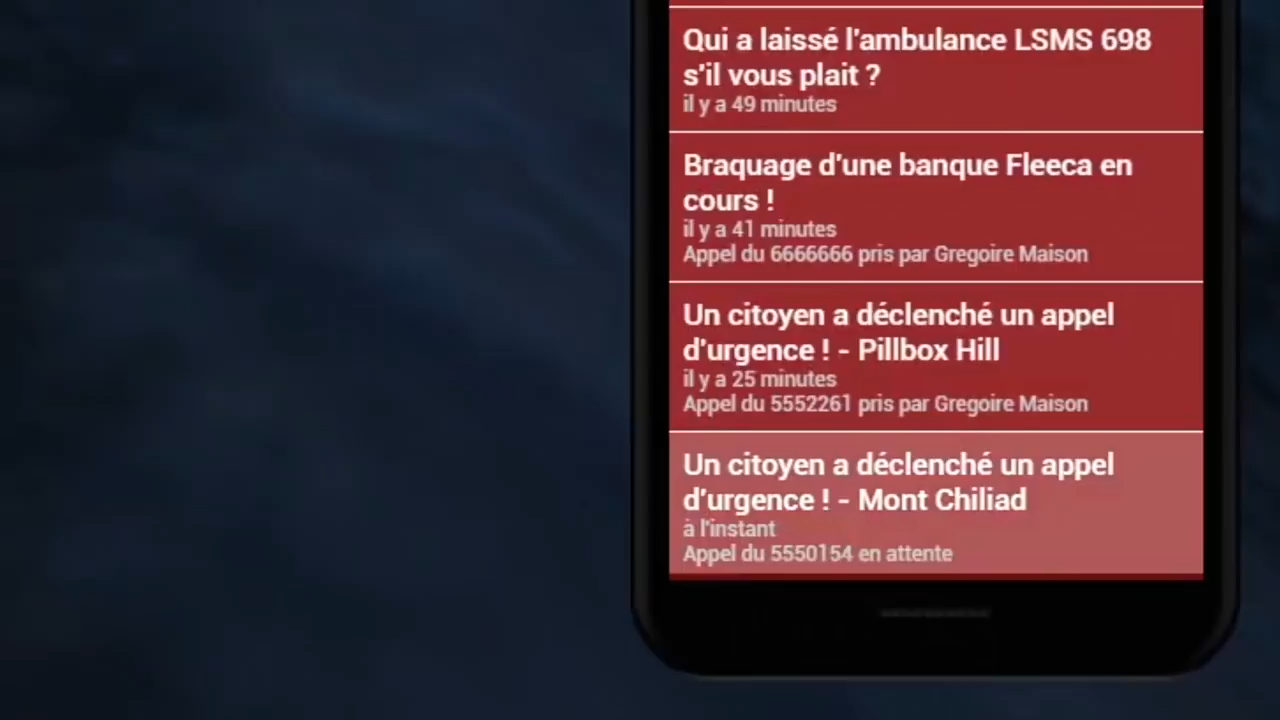 Qui a laissé l'ambulance LSMS 698
s'il vous plait ?
il y a 49 minutes
Braquage d'une banque Fleeca en
cours !
il y a 41 minutes
Appel du 6666666 pris par Gregoire Maison
Un citoyen a déclenché un appel
d'urgence ! - Pillbox Hill
il y a 25 minutes
Appel du 5552261 pris par Gregoire Maison
Un citoyen a déclenché un appel
d'urgence ! - Mont Chiliad
à l'instant
Appel du 5550154 en attente